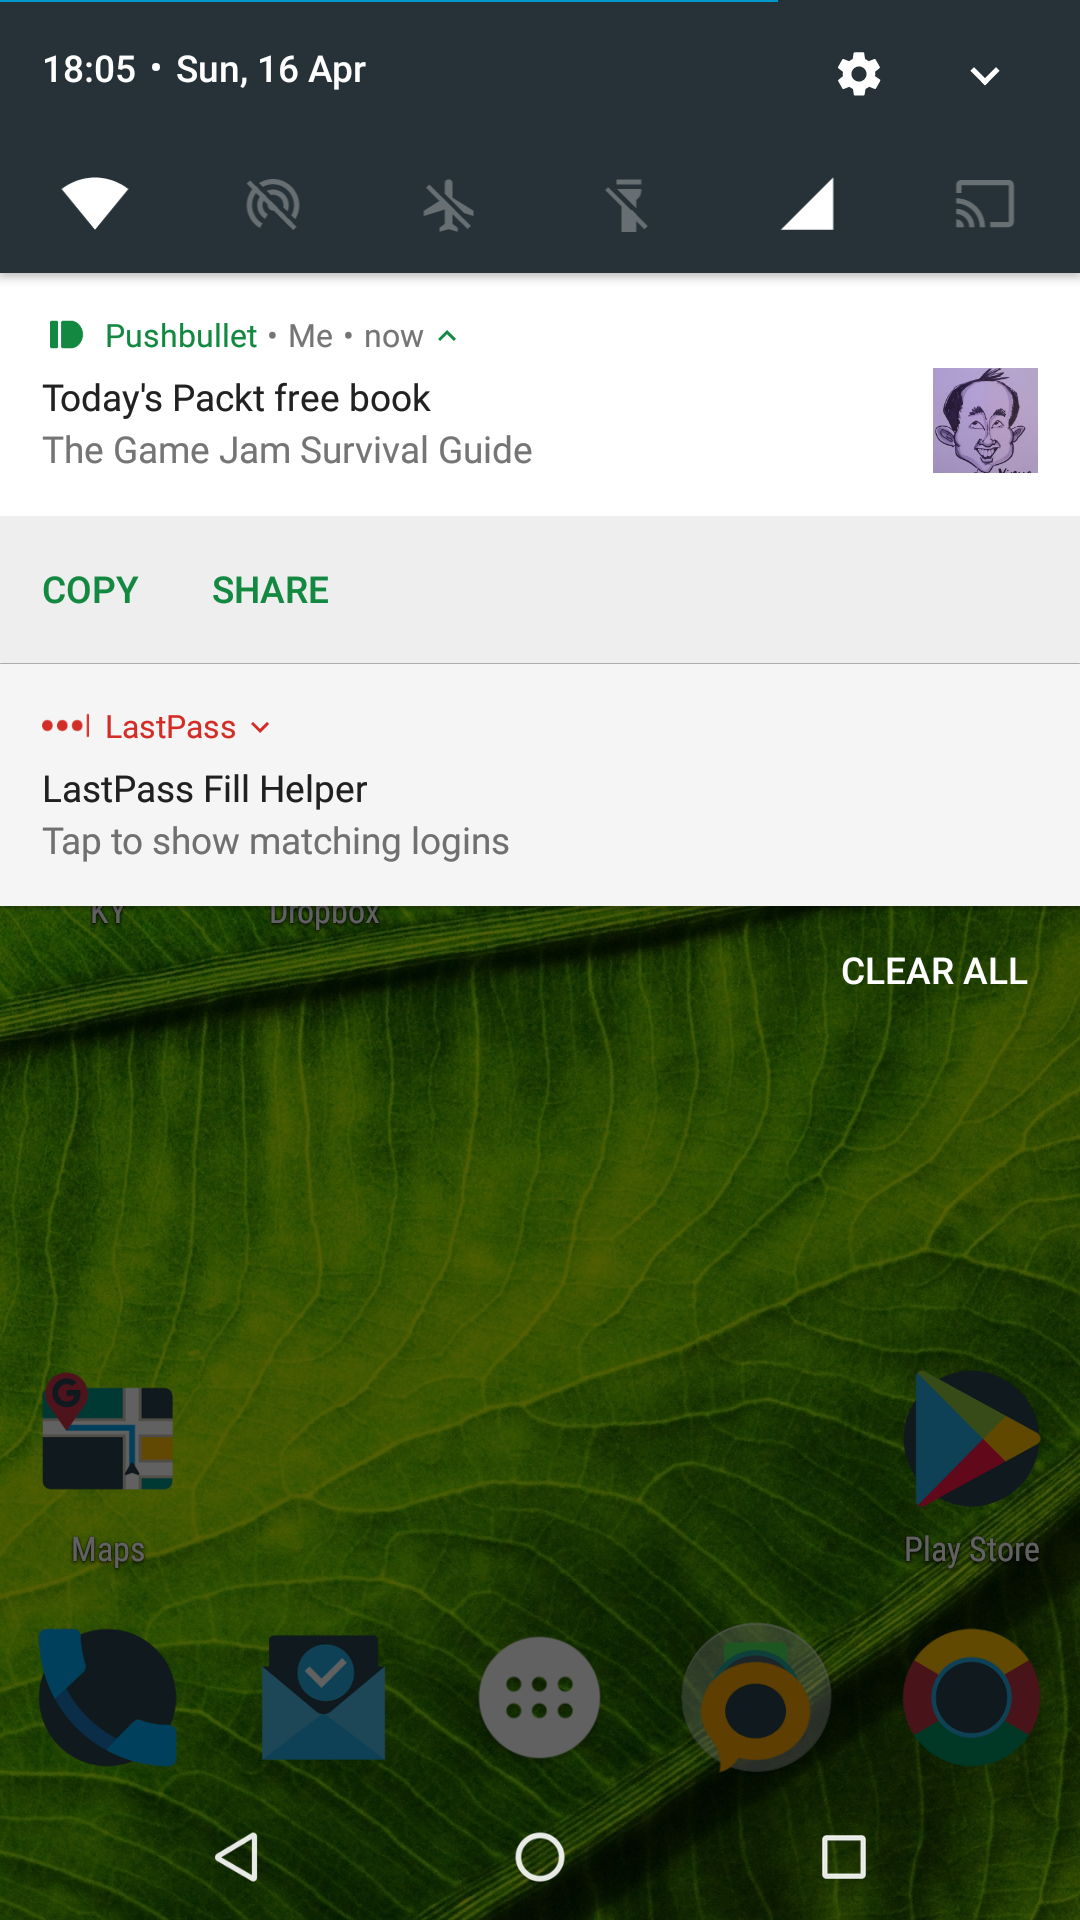 18:05 • Sun, 16 Apr
Pushbullet • Me • now
Today's Packt free book
The Game Jam Survival Guide
COPY SHARE
LastPass
LastPass Fill Helper
Tap to show matching logins
KY Dropbox
CLEAR ALL
Maps Play Store